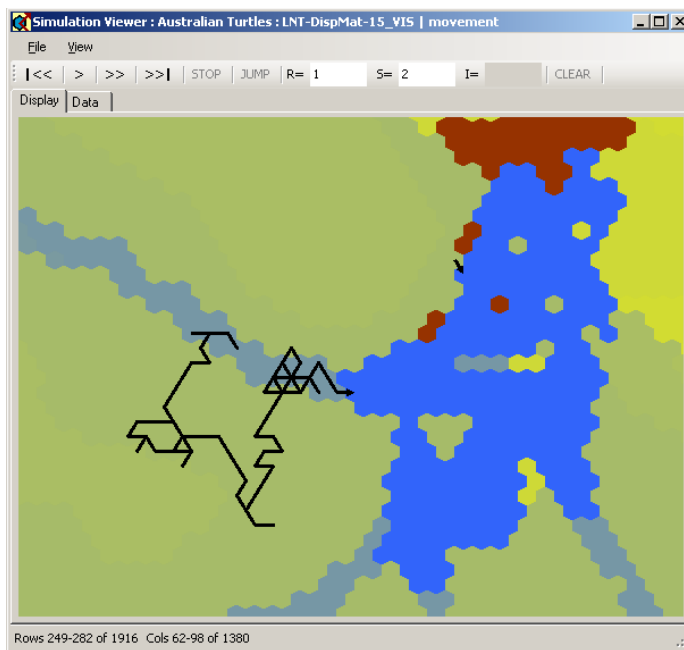 Simulation Viewer : Australian Turtles : LNT-DispMat-15_VIS | movement
File View
|<< > >> >>| STOP JUMP R= 1 S= 2 I= CLEAR
Display Data
Rows 249-282 of 1916 Cols 62-98 of 1380